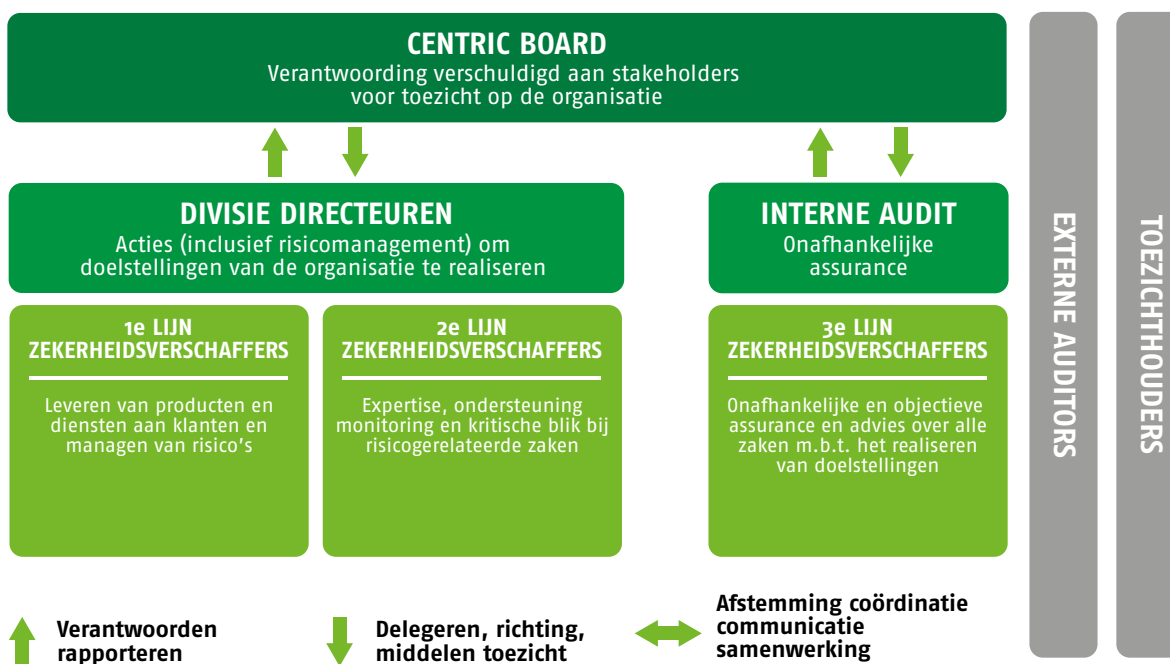 CENTRIC BOARD
Verantwoording verschuldigd aan stakeholders
voor toezicht op de organisatie
DIVISIE DIRECTEUREN
Acties (inclusief risicomanagement) om
doelstellingen van de organisatie te realiseren
INTERNE AUDIT
Onafhankelijke
assurance
1e LIJN
ZEKERHEIDSVERSCHAFFERS
Leveren van producten en
diensten aan klanten en
managen van risico's
2e LIJN
ZEKERHEIDSVERSCHAFFERS
Expertise, ondersteuning
monitoring en kritische blik bij
risicogerelateerde zaken
3e LIJN
ZEKERHEIDSVERSCHAFFERS
Onafhankelijke en objectieve
assurance en advies over alle
zaken m.b.t. het realiseren
van doelstellingen
EXTERNE AUDITORS
TOEZICHTHOUDERS
Verantwoorden
rapporteren
Delegeren, richting,
middelen toezicht
Afstemming coördinatie
communicatie
samenwerking